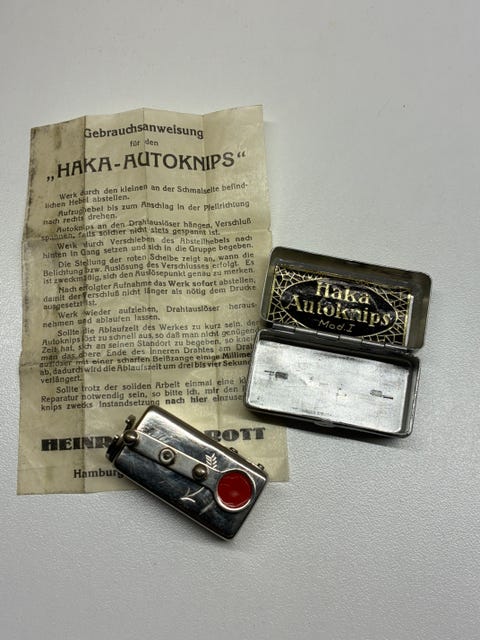 Gebrauchsanweisung
für den
„HAKA-AUTOKNIPS“
Werk durch den kleinen an der Schmalseite befind-
lichen Hebel abstellen.
Aufzughebel bis zum Anschlag in der Pfeilrichtung
nach rechts drehen.
Autoknips an den Drahtauslöser hängen, Verschluß
spannen, falls solcher nicht stets gespannt ist.
Werk durch Verschieben des Abstellhebels nach
hinten in Gang setzen und sich in die Gruppe begeben.
Die Stellung der roten Scheibe zeigt an, wann die
Belichtung bzw. Auslösung des Verschlusses erfolgt. Es
ist zweckmäßig, sich den Auslösepunkt genau zu merken.
Nach erfolgter Aufnahme das Werk sofort abstellen,
damit der Verschluß nicht länger als nötig dem Drucke
ausgesetzt ist.
Werk wieder aufziehen, Drahtauslöser heraus-
nehmen und ablaufen lassen.
Sollte die Ablaufzeit des Werkes zu kurz sein, der
Autoknips löst zu schnell aus, so daß man nicht genügend
Zeit hat, sich an seinen Standort zu begeben, so kneife
man das obere Ende des inneren Drahtes am Draht-
auslöser mit einer scharfen Beißzange einige Millimeter
ab, dadurch wird die Ablaufzeit um drei bis vier Sekunden
verlängert.
Sollte trotz der soliden Arbeit einmal eine kl
Reparatur notwendig sein, so bitte ich, mir den
knips zwecks Instandsetzung nach hier einzuse
HEINR ROTT
Hamburg
Haka
Autoknips
Mod. I